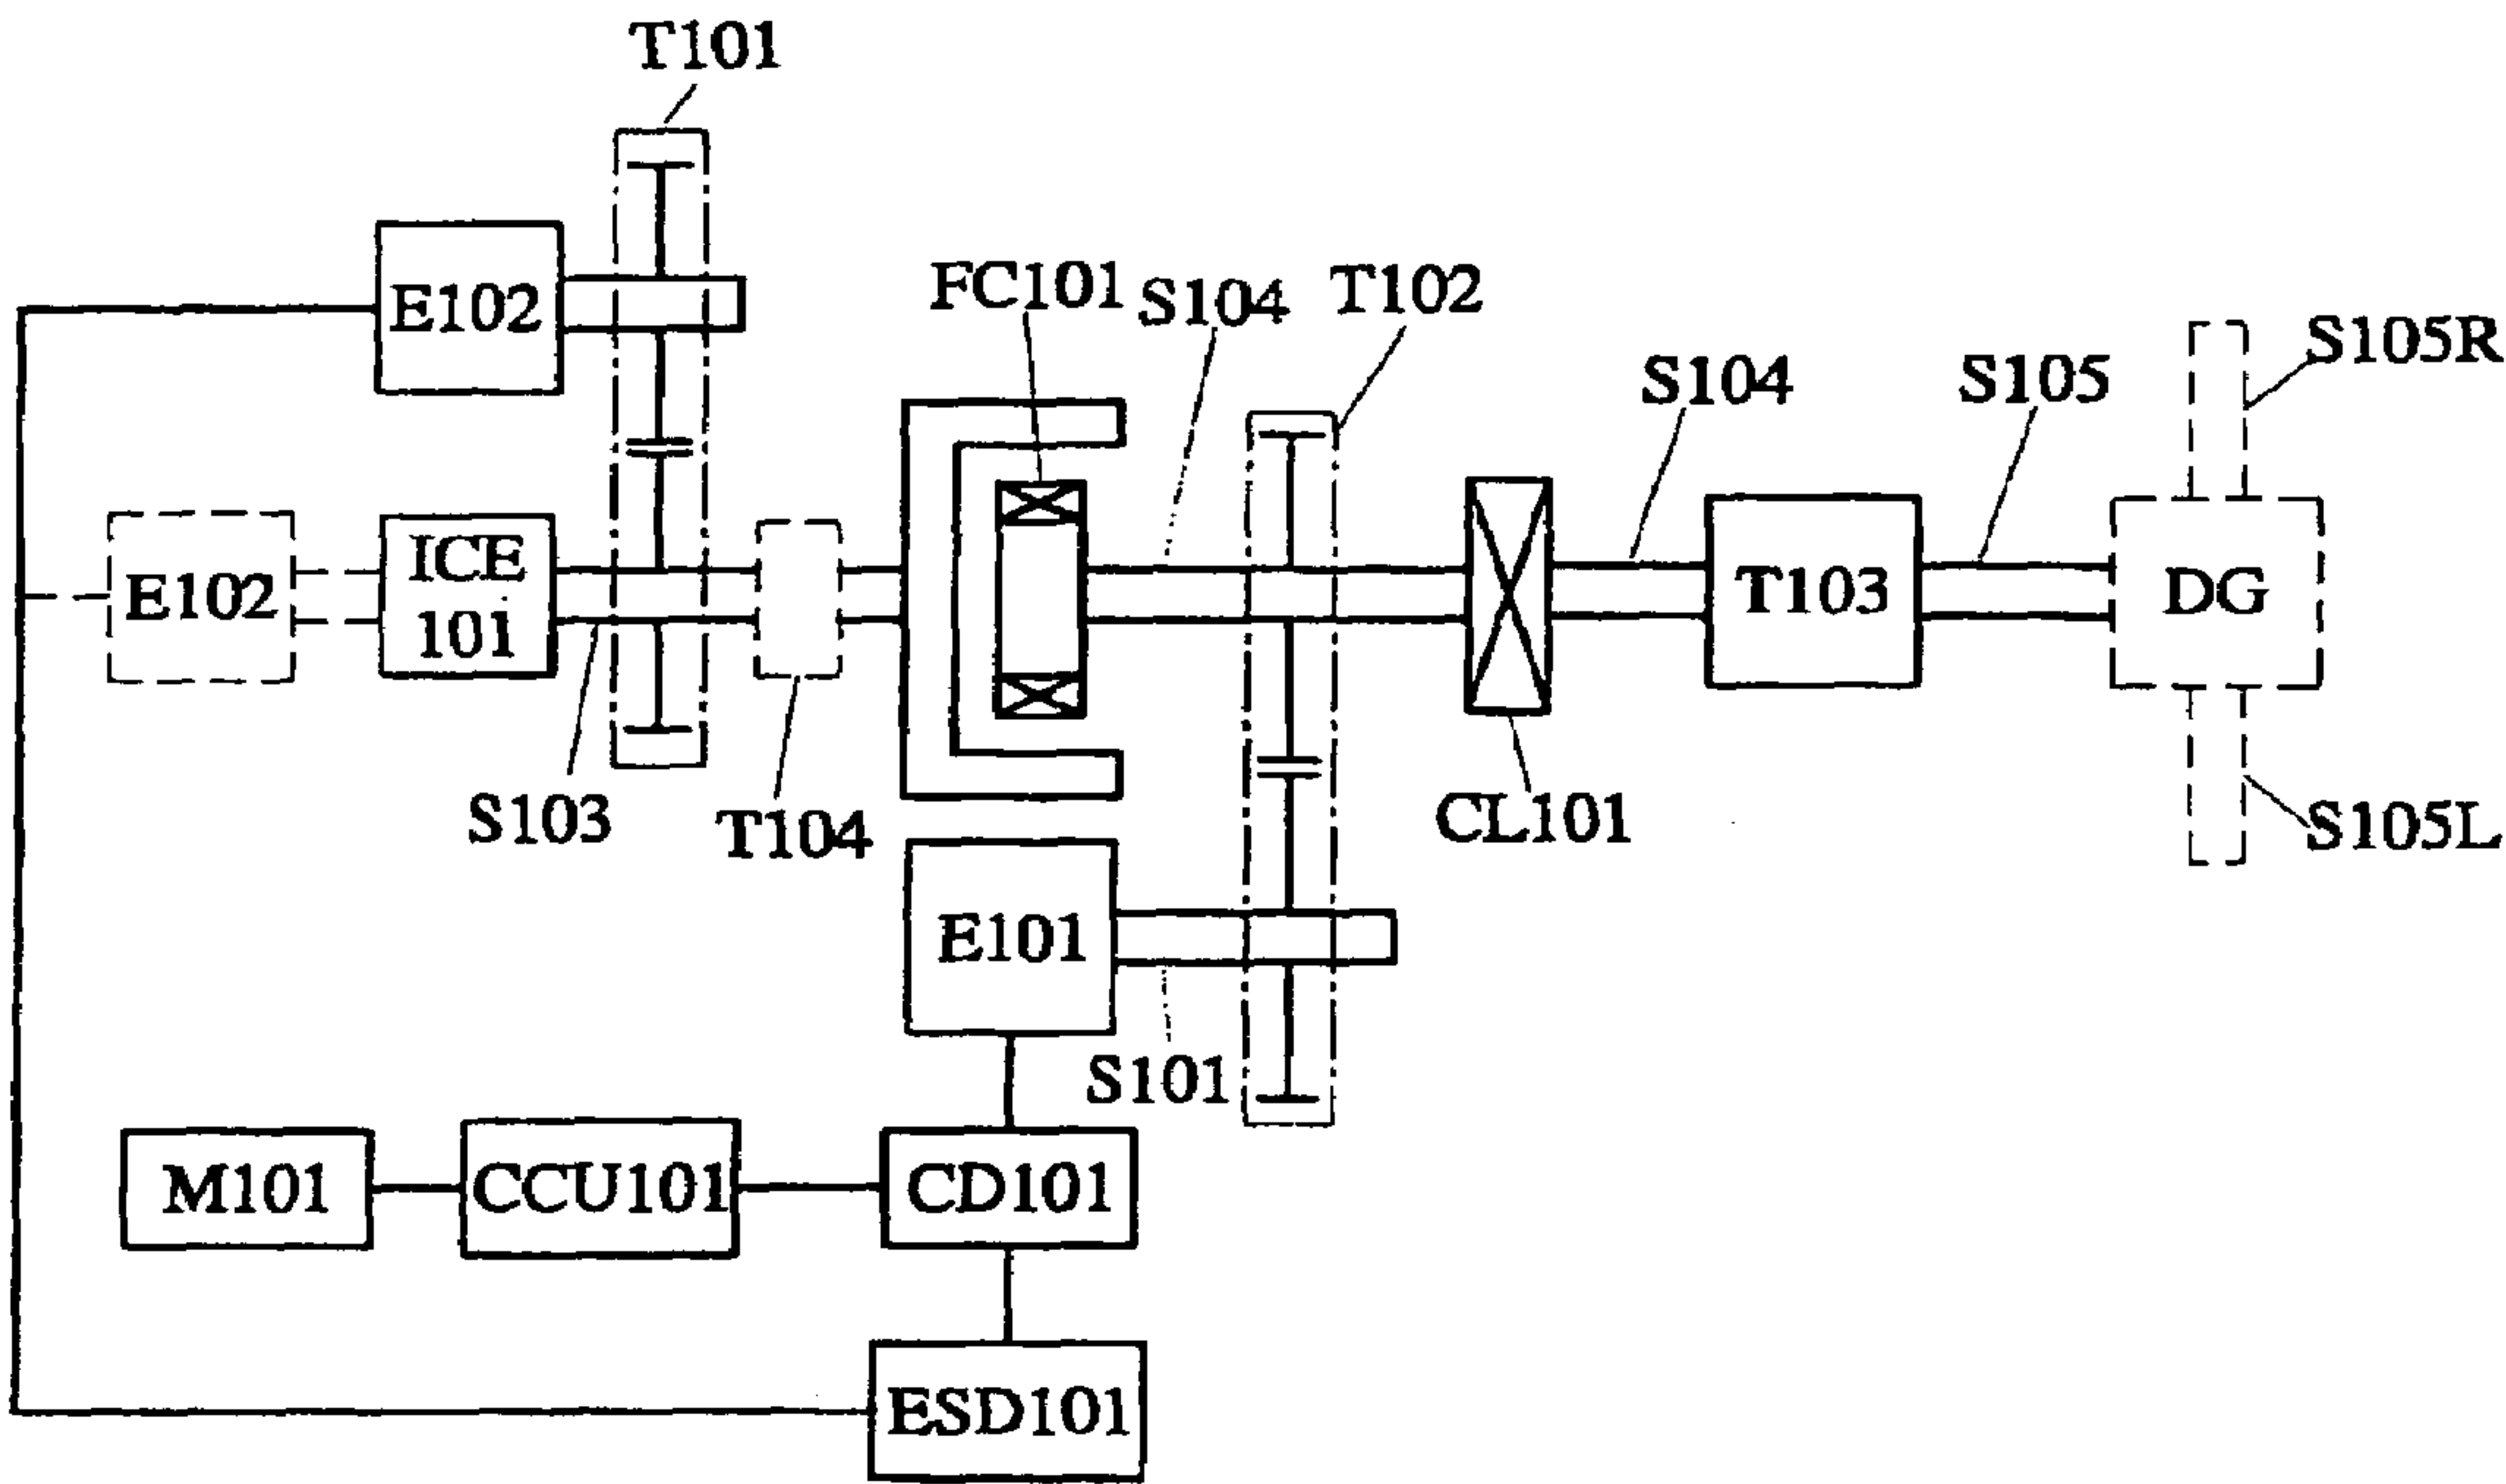 T101
E102
FC101
S104
T102
S105R
S104
S105
E102
ICE
101
T103
DG
S103
T104
CL101
S105L
E101
S101
M101
CCU101
CD101
ESD101